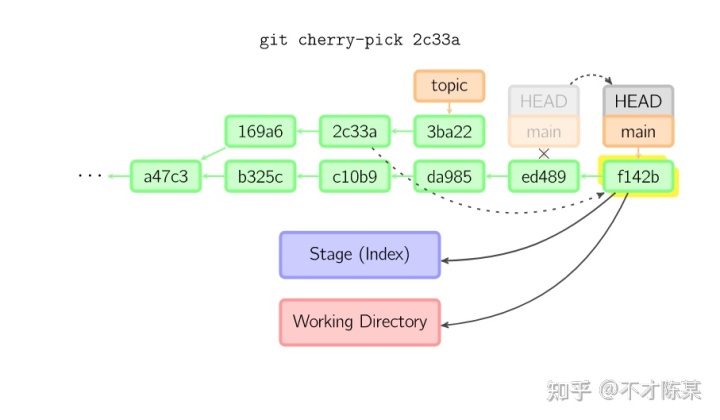 git cherry-pick 2c33a
topic
HEAD
HEAD
169a6
2c33a
3ba22
main
main
...
a47c3
b325c
c10b9
da985
ed489
f142b
Stage (Index)
Working Directory
知乎 @不才陈某